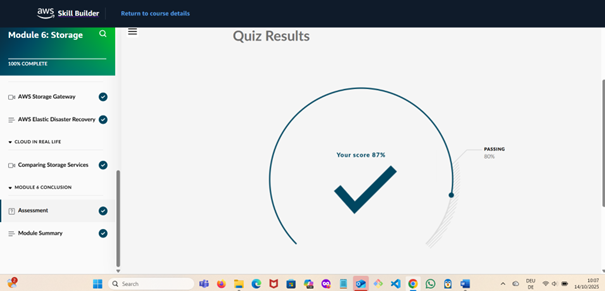 aws Skill Builder
Return to course details
Module 6: Storage
100% COMPLETE
AWS Storage Gateway
AWS Elastic Disaster Recovery
CLOUD IN REAL LIFE
Comparing Storage Services
MODULE 6 CONCLUSION
Assessment
Module Summary
Quiz Results
Your score 87%
PASSING
80%
Search
DEU
DE
10:07
14/10/2025